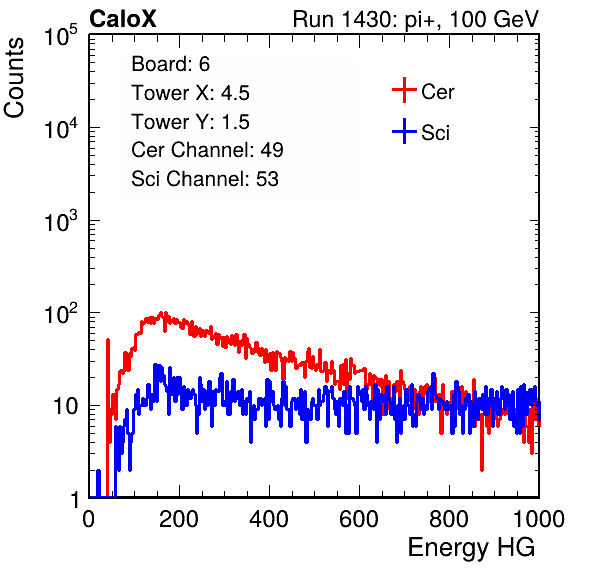 CaloX Run 1430: pi+, 100 GeV
Counts
Board: 6
Tower X: 4.5
Tower Y: 1.5
Cer Channel: 49
Sci Channel: 53
Cer
Sci
10^5
10^4
10^3
10^2
10
1
0 200 400 600 800 1000
Energy HG